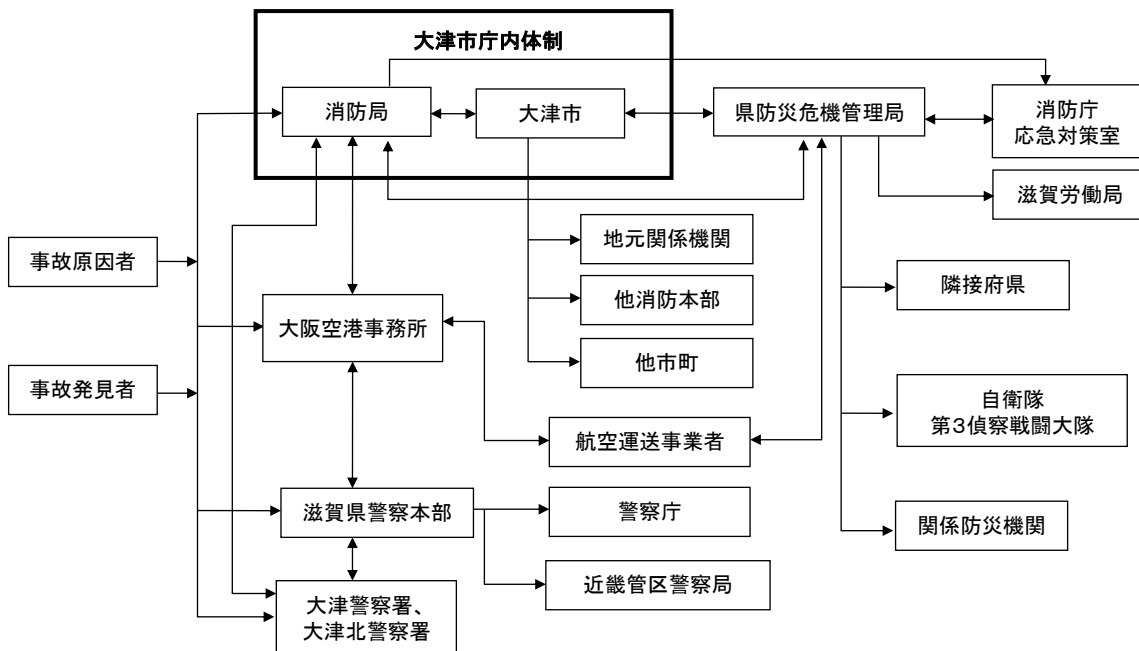 大津市庁内体制
消防局
大津市
県防災危機管理局
消防庁
応急対策室
滋賀労働局
地元関係機関
事故原因者
隣接府県
他消防本部
大阪空港事務所
他市町
事故発見者
自衛隊
第3偵察戦闘大隊
航空運送事業者
滋賀県警察本部
警察庁
関係防災機関
近畿管区警察局
大津警察署、
大津北警察署